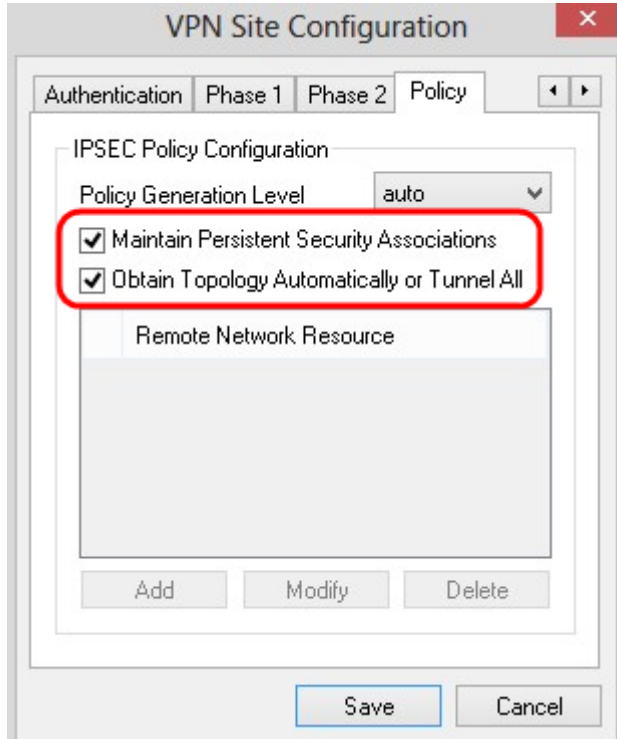 VPN Site Configuration
Authentication Phase 1 Phase 2 Policy
IPSEC Policy Configuration
Policy Generation Level auto
Maintain Persistent Security Associations
Obtain Topology Automatically or Tunnel All
Remote Network Resource
Add Modify Delete
Save Cancel